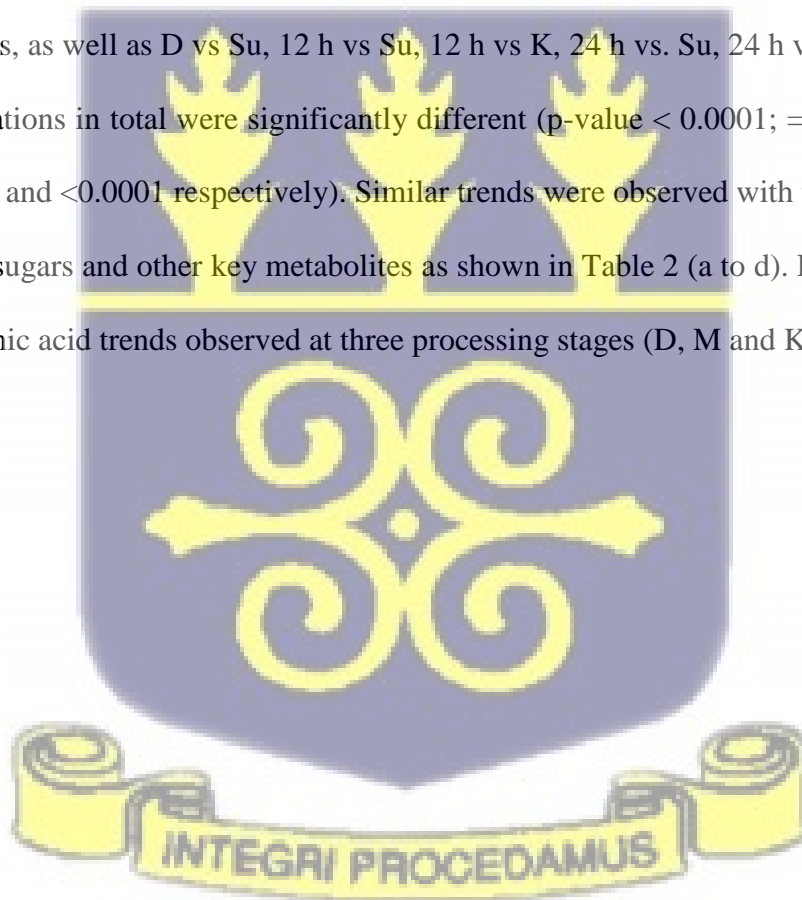 s, as well as D vs Su, 12 h vs Su, 12 h vs K, 24 h vs. Su, 24 h v
tions in total were significantly different (p-value < 0.0001; =
and <0.0001 respectively). Similar trends were observed with
sugars and other key metabolites as shown in Table 2 (a to d).
nic acid trends observed at three processing stages (D, M and K
INTEGRI PROCEDAMUS